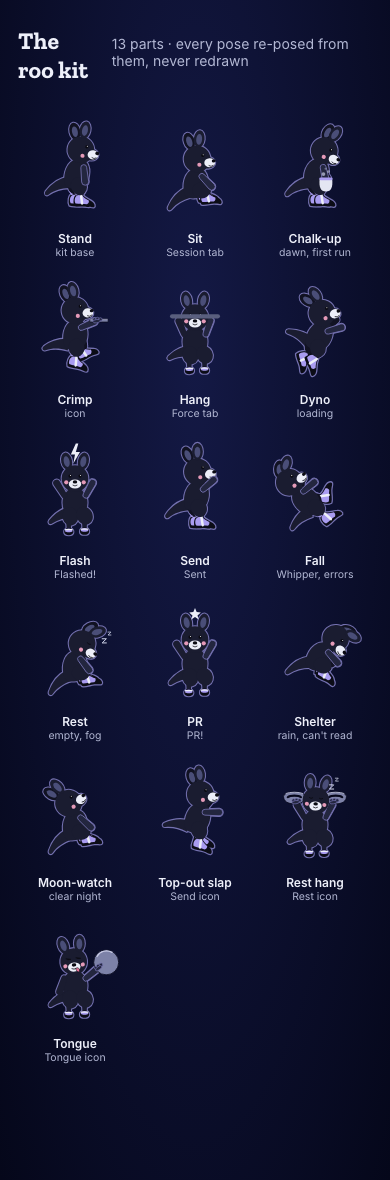 The
roo kit
13 parts · every pose re-posed from
them, never redrawn
Stand
kit base
Sit
Session tab
Chalk-up
dawn, first run
Crimp
icon
Hang
Force tab
Dyno
loading
Flash
Flashed!
Send
Sent
Fall
Whipper, errors
z
z
Rest
empty, fog
PR
PR!
Shelter
rain, can't read
Moon-watch
clear night
Top-out slap
Send icon
z
z
Rest hang
Rest icon
Tongue
Tongue icon